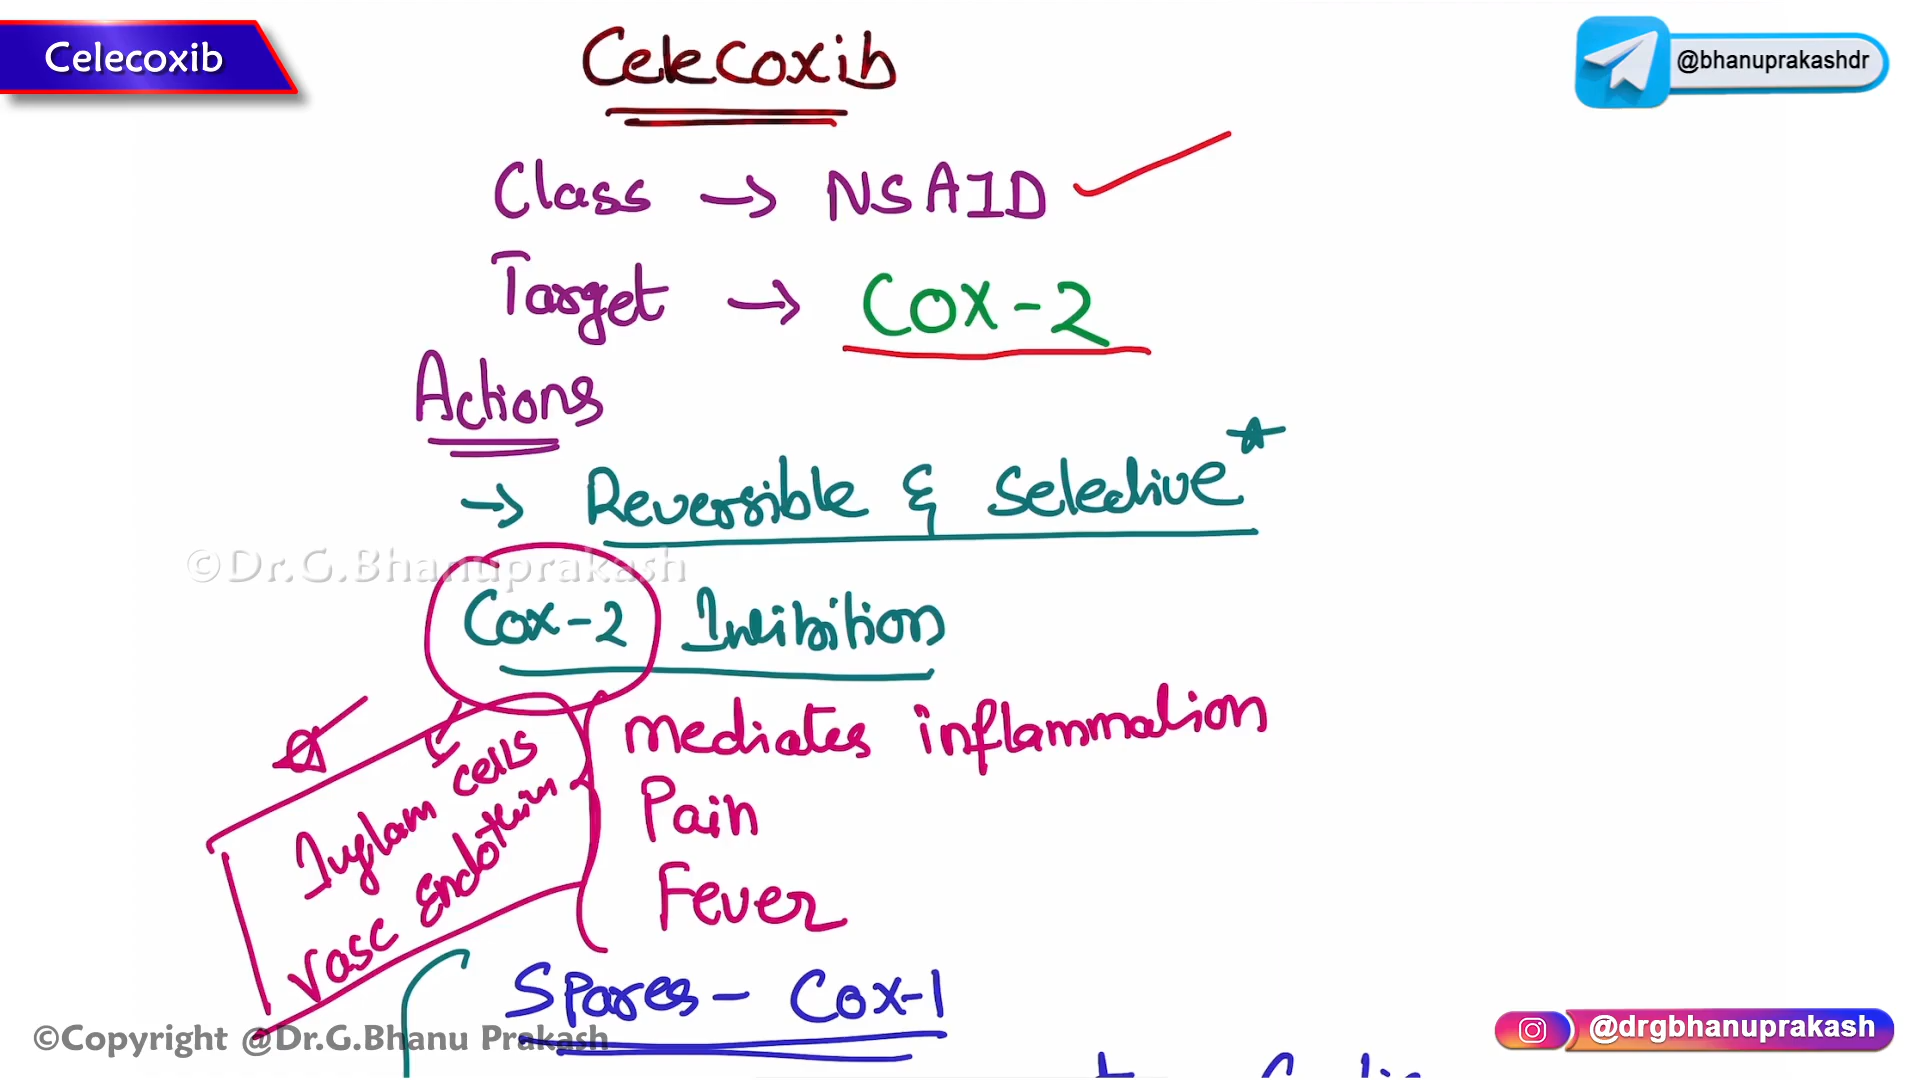 Celecoxib
Celecoxib
@bhanuprakashdr
Class → NSAID
Target → COX-2
Actions
→ Reversible & Selective
©Dr.G.Bhanuprakash
Cox-2 Inhibition
mediates inflammation
Pain
Fever
Inflam cells
Vasc Endothelium
Spares - Cox-1
©Copyright @Dr.G.Bhanu Prakash
@drgbhanuprakash